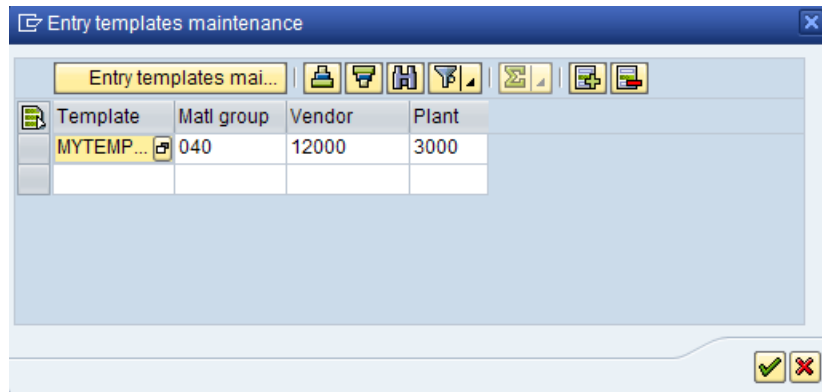 Entry templates maintenance
Entry templates mai...
Template Matl group Vendor Plant
MYTEMP... 040 12000 3000